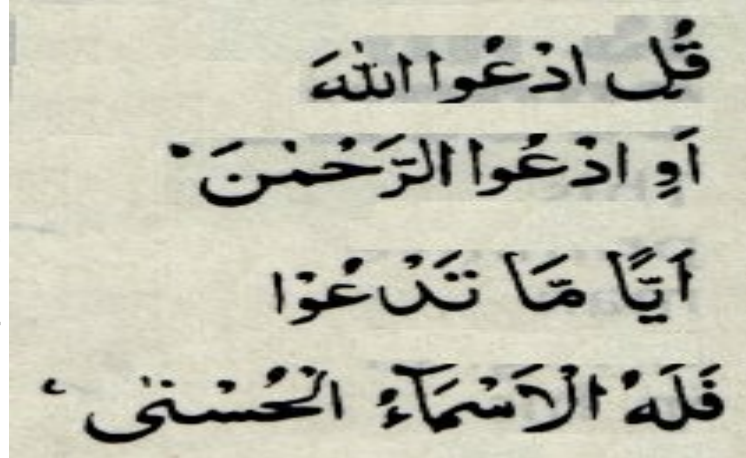 قُلِ ادْعُوا اللّٰهَ
اَوِ ادْعُوا الرَّحْمٰنَ ؕ
اَيًّا مَّا تَدْعُوْا
فَلَهُ الْاَسْمَآءُ الْحُسْنٰى ۚ